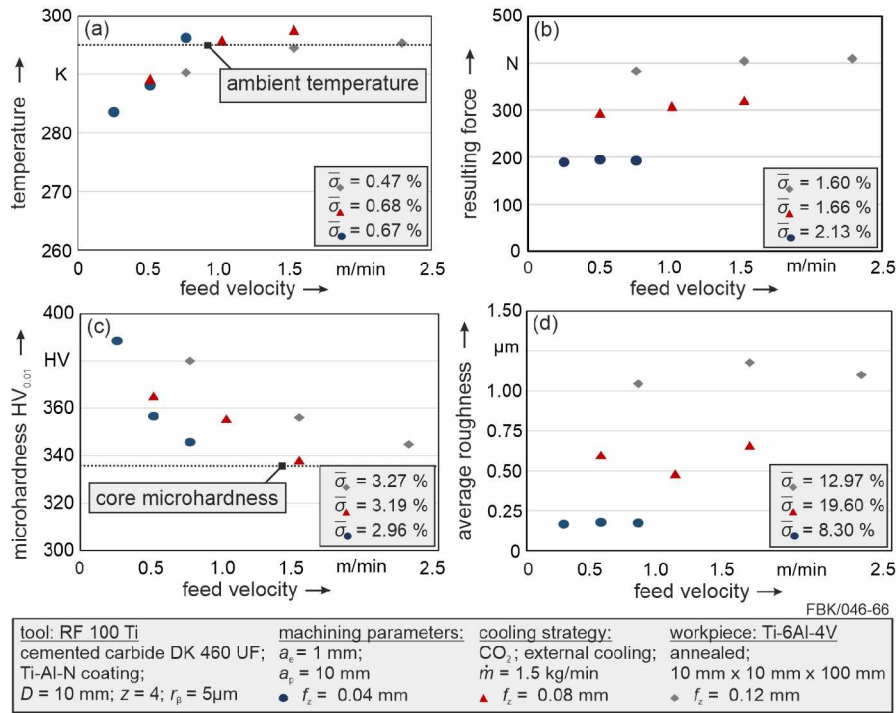 (a)
300
K
280
270
260
temperature
ambient temperature
σ = 0.47 %
σ = 0.68 %
σ = 0.67 %
0 0.5 1.0 1.5 m/min 2.5
feed velocity
(b)
500
N
300
200
100
0
resulting force
σ = 1.60 %
σ = 1.66 %
σ = 2.13 %
0 0.5 1.0 1.5 m/min 2.5
feed velocity
(c)
400
HV
360
340
320
300
microhardness HV0.01
core microhardness
σ = 3.27 %
σ = 3.19 %
σ = 2.96 %
0.5 1.0 1.5 m/min 2.5
feed velocity
(d)
1.50
µm
1.00
0.75
0.50
0.25
0
average roughness
σ = 12.97 %
σ = 19.60 %
σ = 8.30 %
0 0.5 1.0 1.5 m/min 2.5
feed velocity
FBK/046-66
tool: RF 100 Ti
cemented carbide DK 460 UF;
Ti-Al-N coating;
D = 10 mm; z = 4; rβ = 5µm
machining parameters:
ae = 1 mm;
ap = 10 mm
fz = 0.04 mm
cooling strategy:
CO2; external cooling;
ṁ = 1.5 kg/min
fz = 0.08 mm
workpiece: Ti-6Al-4V
annealed;
10 mm x 10 mm x 100 mm
fz = 0.12 mm